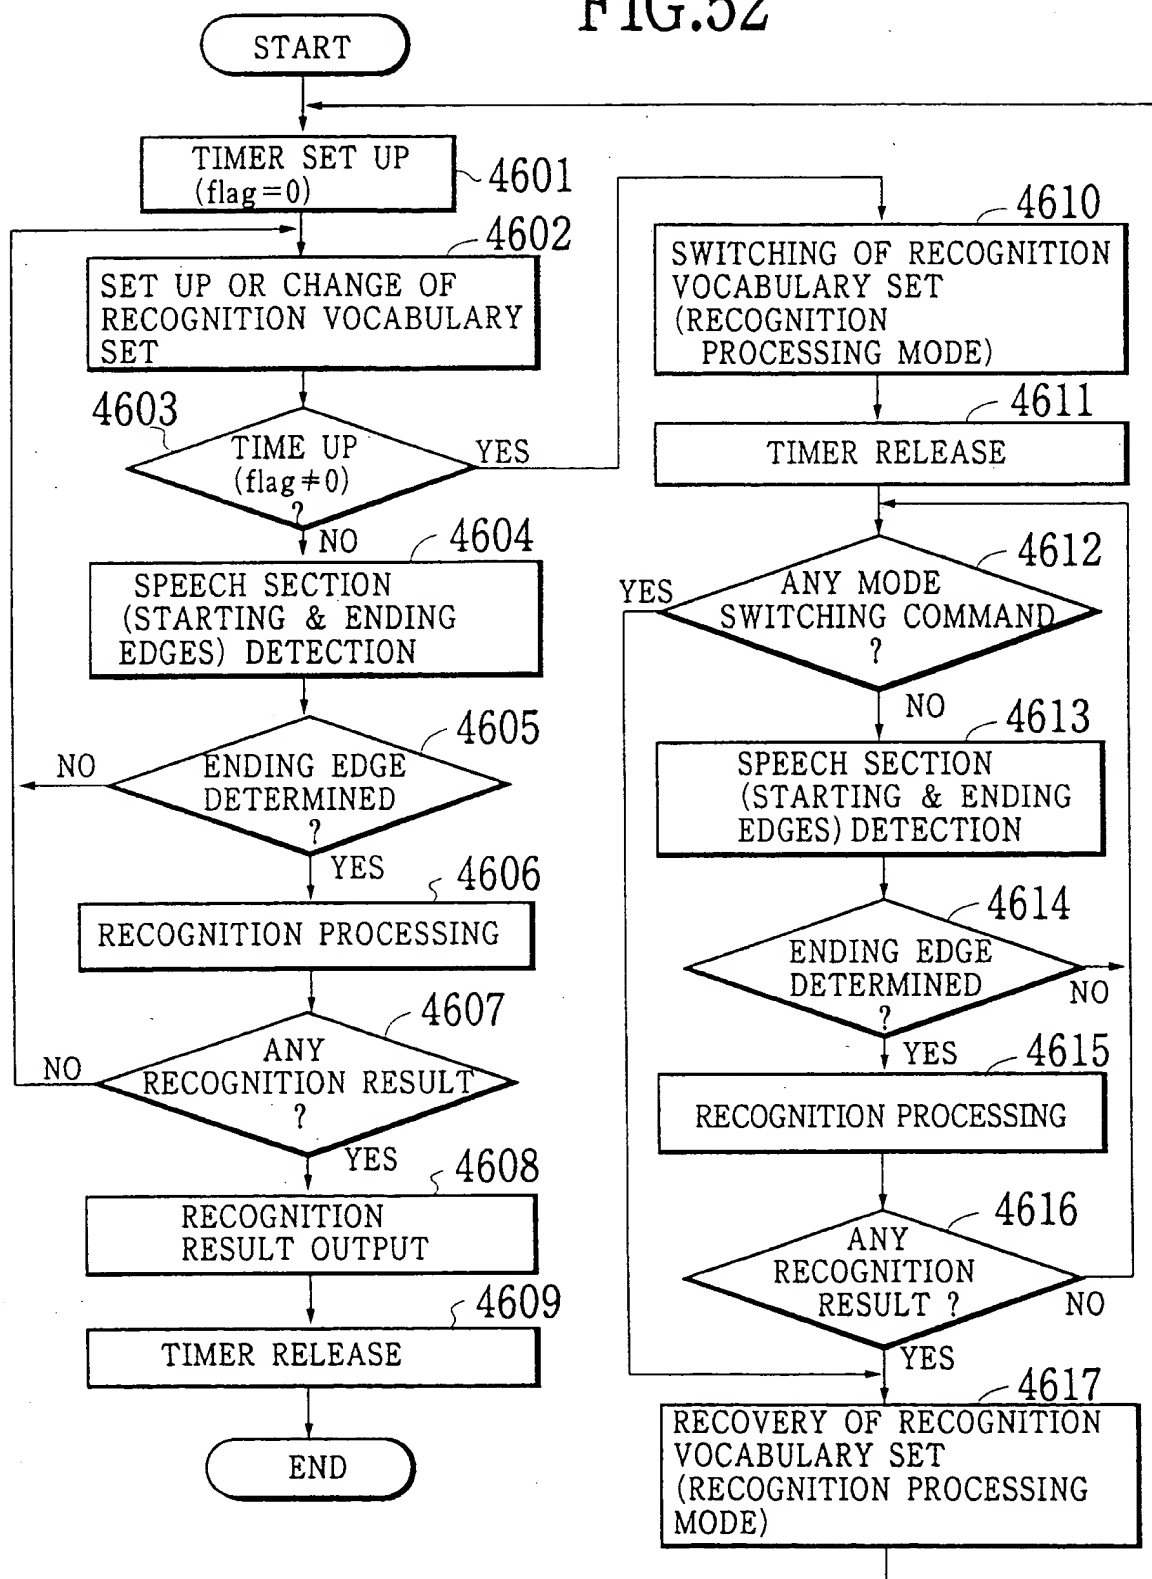 FIG.52
START
TIMER SET UP
(flag=0)
4601
4602
SET UP OR CHANGE OF
RECOGNITION VOCABULARY
SET
4603
TIME UP
(flag≠0)
?
YES
NO
4604
SPEECH SECTION
(STARTING & ENDING
EDGES) DETECTION
4605
ENDING EDGE
DETERMINED
?
NO
YES
4606
RECOGNITION PROCESSING
4607
ANY
RECOGNITION RESULT
?
NO
YES
4608
RECOGNITION
RESULT OUTPUT
4609
TIMER RELEASE
END
4610
SWITCHING OF RECOGNITION
VOCABULARY SET
(RECOGNITION
PROCESSING MODE)
4611
TIMER RELEASE
4612
ANY MODE
SWITCHING COMMAND
?
YES
NO
4613
SPEECH SECTION
(STARTING & ENDING
EDGES) DETECTION
4614
ENDING EDGE
DETERMINED
?
NO
YES
4615
RECOGNITION PROCESSING
4616
ANY
RECOGNITION
RESULT ?
NO
YES
4617
RECOVERY OF RECOGNITION
VOCABULARY SET
(RECOGNITION PROCESSING
MODE)